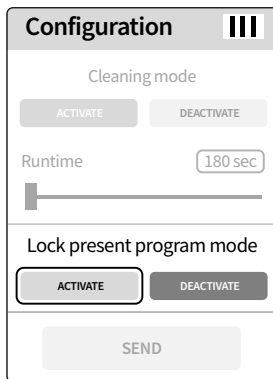 Configuration
Cleaning mode
ACTIVATE DEACTIVATE
Runtime 180 sec
Lock present program mode
ACTIVATE DEACTIVATE
SEND